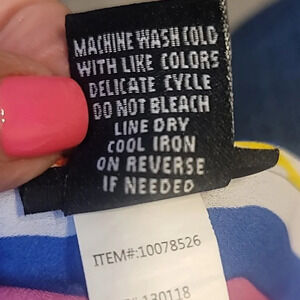 MACHINE WASH COLD
WITH LIKE COLORS
DELICATE CYCLE
DO NOT BLEACH
LINE DRY
COOL IRON
ON REVERSE
IF NEEDED
ITEM#:10078526
130118